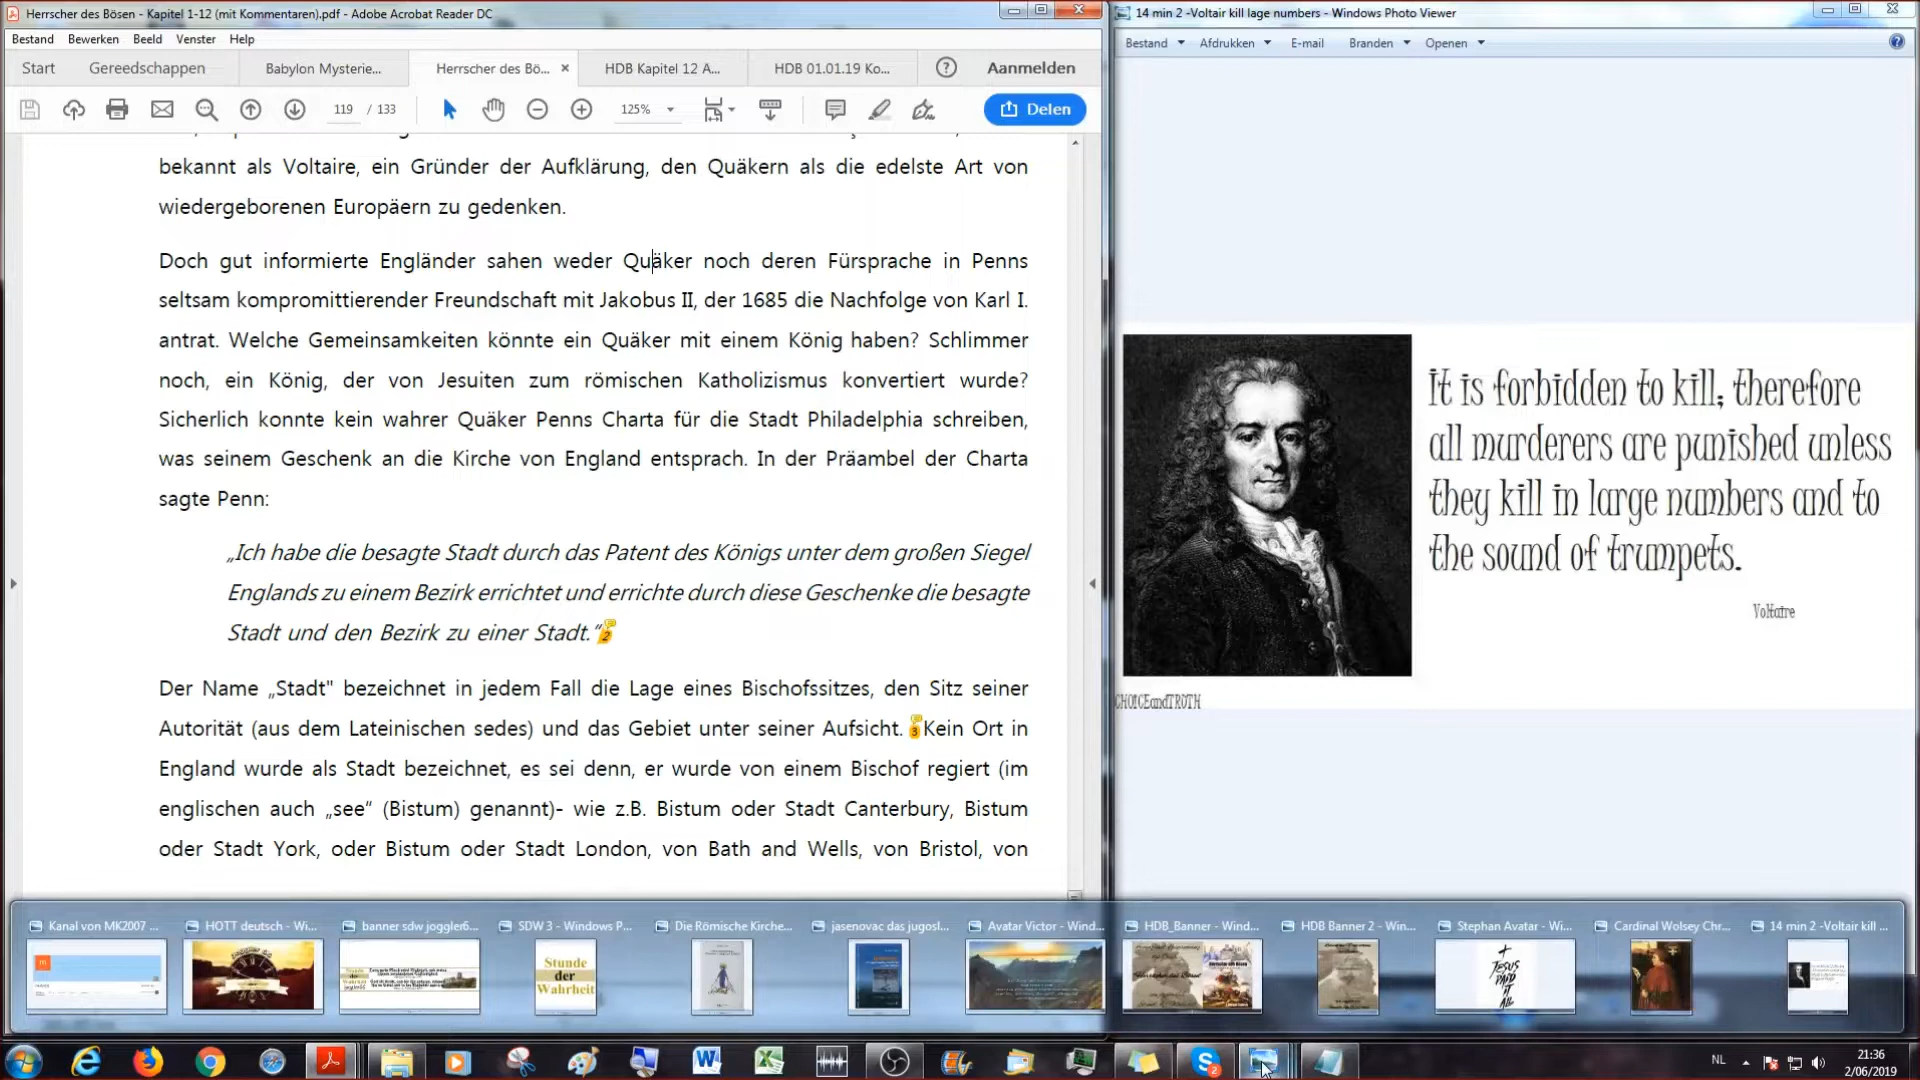 Herrscher des Bösen - Kapitel 1-12 (mit Kommentaren).pdf - Adobe Acrobat Reader DC
Bestand Bewerken Beeld Venster Help
Start Gereedschappen Babylon Mysterie... Herrscher des Bö... HDB Kapitel 12 A... HDB 01.01.19 Ko... Aanmelden
119 / 133 125% Delen
bekannt als Voltaire, ein Gründer der Aufklärung, den Quäkern als die edelste Art von
wiedergeborenen Europäern zu gedenken.
Doch gut informierte Engländer sahen weder Quäker noch deren Fürsprache in Penns
seltsam kompromittierender Freundschaft mit Jakobus II, der 1685 die Nachfolge von Karl I.
antrat. Welche Gemeinsamkeiten könnte ein Quäker mit einem König haben? Schlimmer
noch, ein König, der von Jesuiten zum römischen Katholizismus konvertiert wurde?
Sicherlich konnte kein wahrer Quäker Penns Charta für die Stadt Philadelphia schreiben,
was seinem Geschenk an die Kirche von England entsprach. In der Präambel der Charta
sagte Penn:
„Ich habe die besagte Stadt durch das Patent des Königs unter dem großen Siegel
Englands zu einem Bezirk errichtet und errichte durch diese Geschenke die besagte
Stadt und den Bezirk zu einer Stadt.“2
Der Name „Stadt" bezeichnet in jedem Fall die Lage eines Bischofssitzes, den Sitz seiner
Autorität (aus dem Lateinischen sedes) und das Gebiet unter seiner Aufsicht. 3 Kein Ort in
England wurde als Stadt bezeichnet, es sei denn, er wurde von einem Bischof regiert (im
englischen auch „see“ (Bistum) genannt)- wie z.B. Bistum oder Stadt Canterbury, Bistum
oder Stadt York, oder Bistum oder Stadt London, von Bath and Wells, von Bristol, von
14 min 2 -Voltair kill lage numbers - Windows Photo Viewer
Bestand Afdrukken E-mail Branden Openen
It is forbidden to kill; therefore
all murderers are punished unless
they kill in large numbers and to
the sound of trumpets.
Voltaire
CHOICEandTROTH
Kanal von MK2007 ... HOTT deutsch - Wi... banner sdw joggler6... SDW 3 - Windows P... Die Römische Kirche... jasenovac das jugosl... Avatar Victor - Wind... HDB_Banner - Wind... HDB Banner 2 - Win... Stephan Avatar - Wi... Cardinal Wolsey Chr... 14 min 2 -Voltair kill ...
Stunde
der
Wahrheit
JESUS
PAID
IT
ALL
NL
21:36
2/06/2019